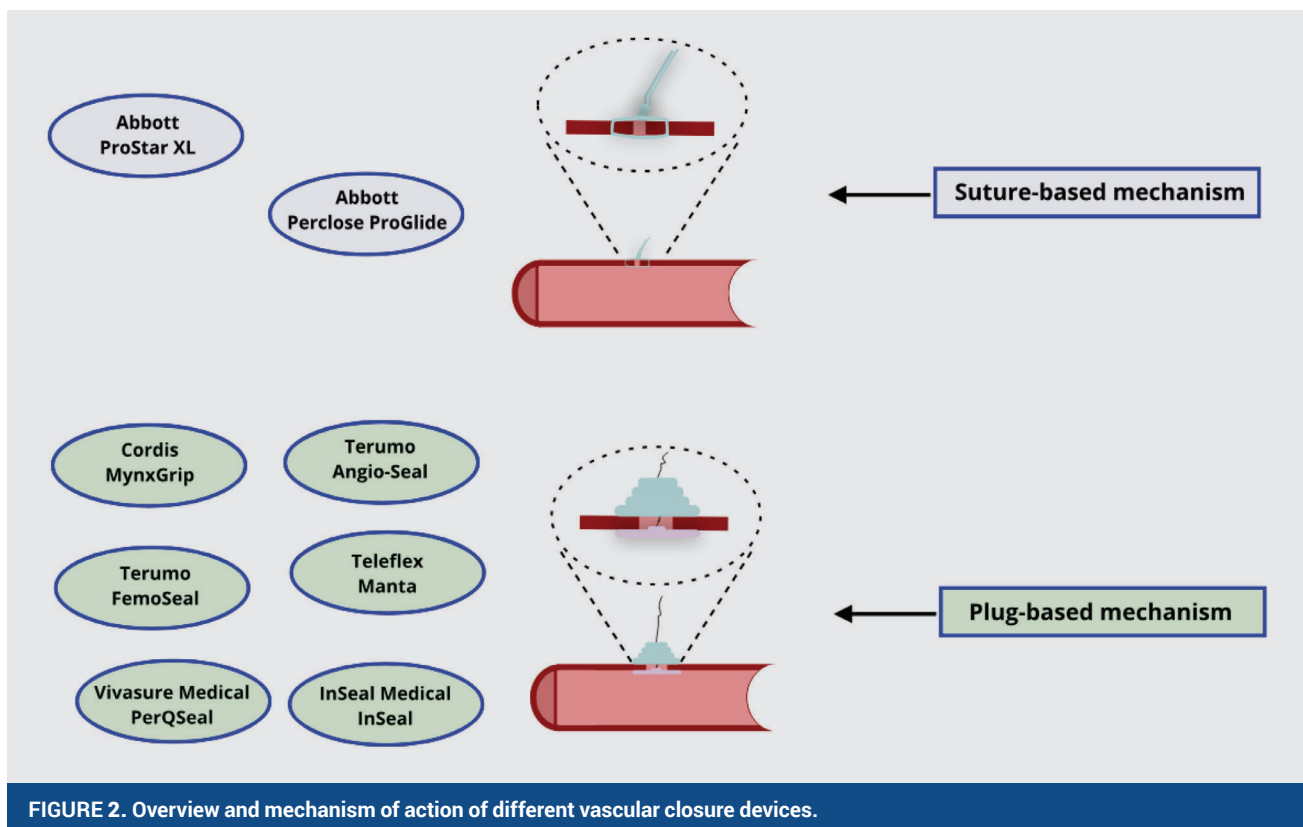 Abbott
ProStar XL
Abbott
Perclose ProGlide
Suture-based mechanism
Cordis
MynxGrip
Terumo
Angio-Seal
Terumo
FemoSeal
Teleflex
Manta
Plug-based mechanism
Vivasure Medical
PerQSeal
InSeal Medical
InSeal
FIGURE 2. Overview and mechanism of action of different vascular closure devices.